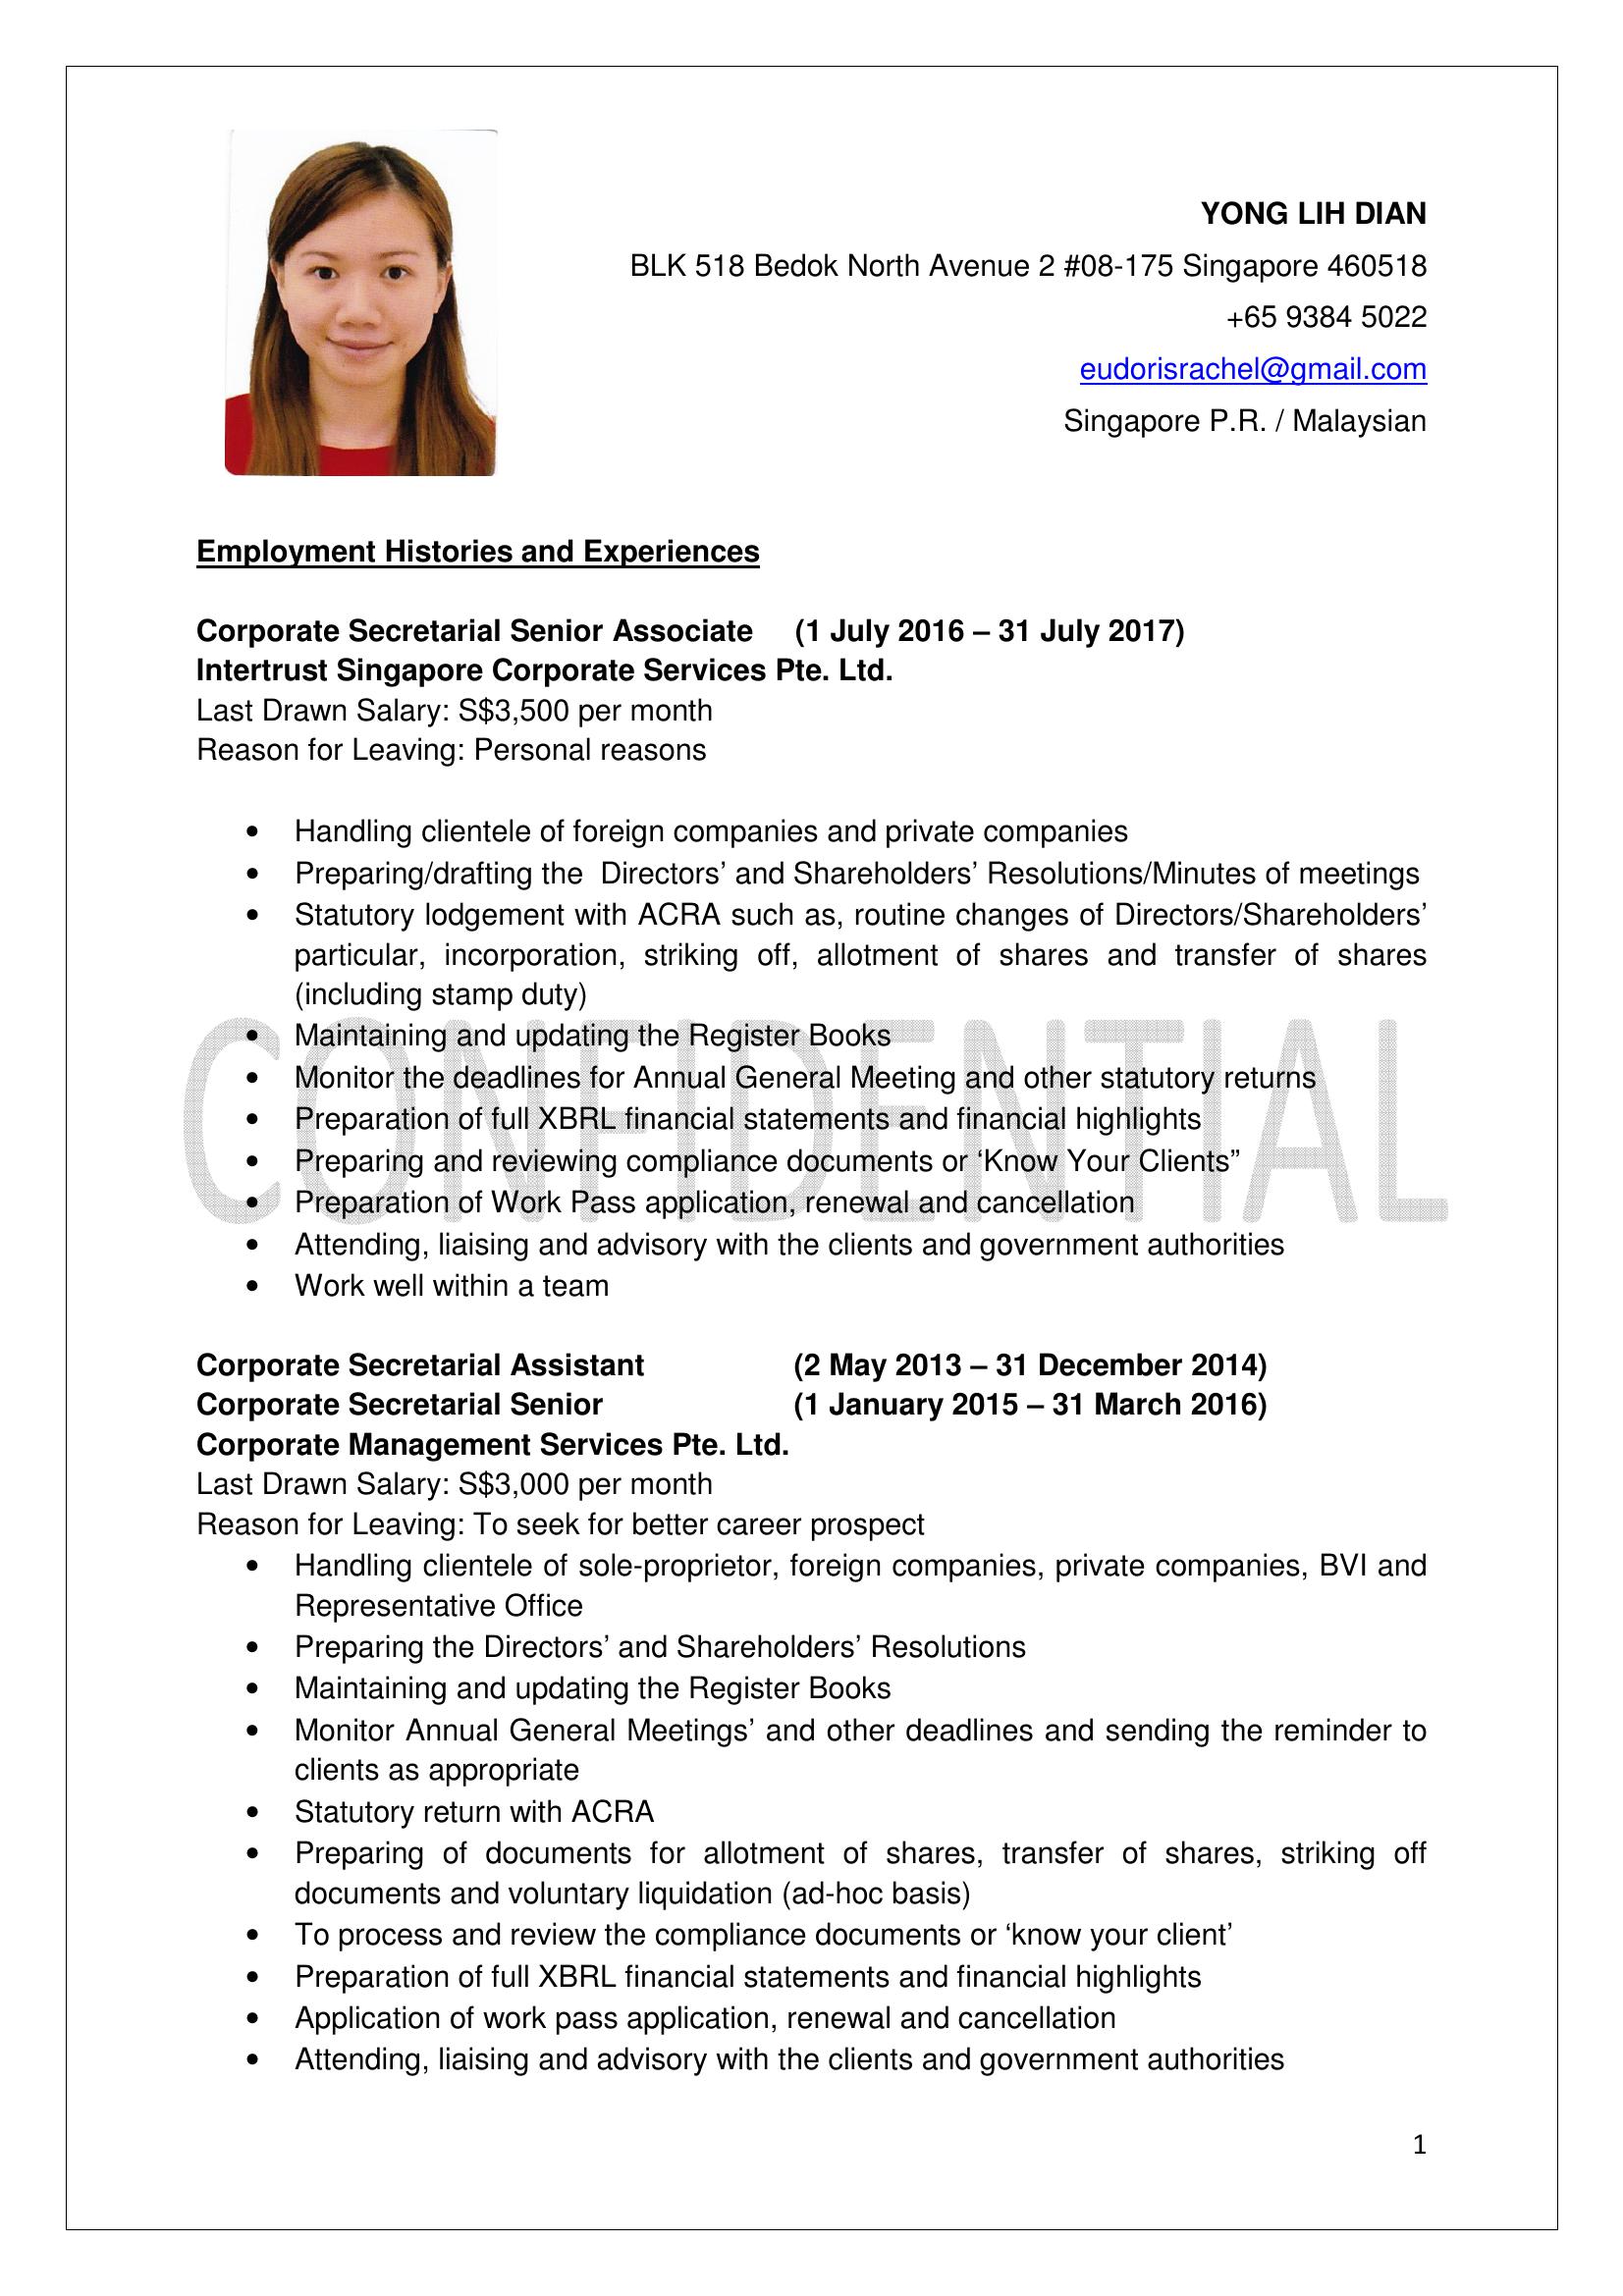 YONG LIH DIAN
BLK 518 Bedok North Avenue 2 #08-175 Singapore 460518
+65 9384 5022
eudorisrachel@gmail.com
Singapore P.R. / Malaysian
Employment Histories and Experiences
Corporate Secretarial Senior Associate (1 July 2016 – 31 July 2017)
Intertrust Singapore Corporate Services Pte. Ltd.
Last Drawn Salary: S$3,500 per month
Reason for Leaving: Personal reasons
• Handling clientele of foreign companies and private companies
• Preparing/drafting the  Directors’ and Shareholders’ Resolutions/Minutes of meetings
• Statutory lodgement with ACRA such as, routine changes of Directors/Shareholders’
particular, incorporation, striking off, allotment of shares and transfer of shares
(including stamp duty)
CONFIDENTIAL
• Maintaining and updating the Register Books
• Monitor the deadlines for Annual General Meeting and other statutory returns
• Preparation of full XBRL financial statements and financial highlights
• Preparing and reviewing compliance documents or ‘Know Your Clients”
• Preparation of Work Pass application, renewal and cancellation
• Attending, liaising and advisory with the clients and government authorities
• Work well within a team
Corporate Secretarial Assistant (2 May 2013 – 31 December 2014)
Corporate Secretarial Senior (1 January 2015 – 31 March 2016)
Corporate Management Services Pte. Ltd.
Last Drawn Salary: S$3,000 per month
Reason for Leaving: To seek for better career prospect
• Handling clientele of sole-proprietor, foreign companies, private companies, BVI and
Representative Office
• Preparing the Directors’ and Shareholders’ Resolutions
• Maintaining and updating the Register Books
• Monitor Annual General Meetings’ and other deadlines and sending the reminder to
clients as appropriate
• Statutory return with ACRA
• Preparing of documents for allotment of shares, transfer of shares, striking off
documents and voluntary liquidation (ad-hoc basis)
• To process and review the compliance documents or ‘know your client’
• Preparation of full XBRL financial statements and financial highlights
• Application of work pass application, renewal and cancellation
• Attending, liaising and advisory with the clients and government authorities
1